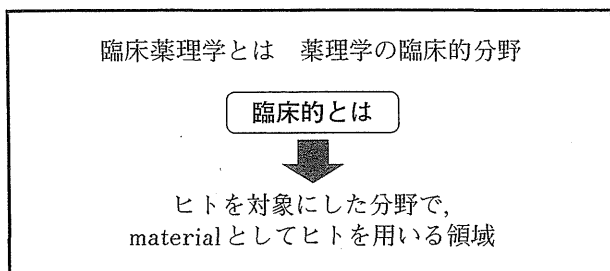 臨床薬理学とは　薬理学の臨床的分野
臨床的とは
ヒトを対象にした分野で,
materialとしてヒトを用いる領域